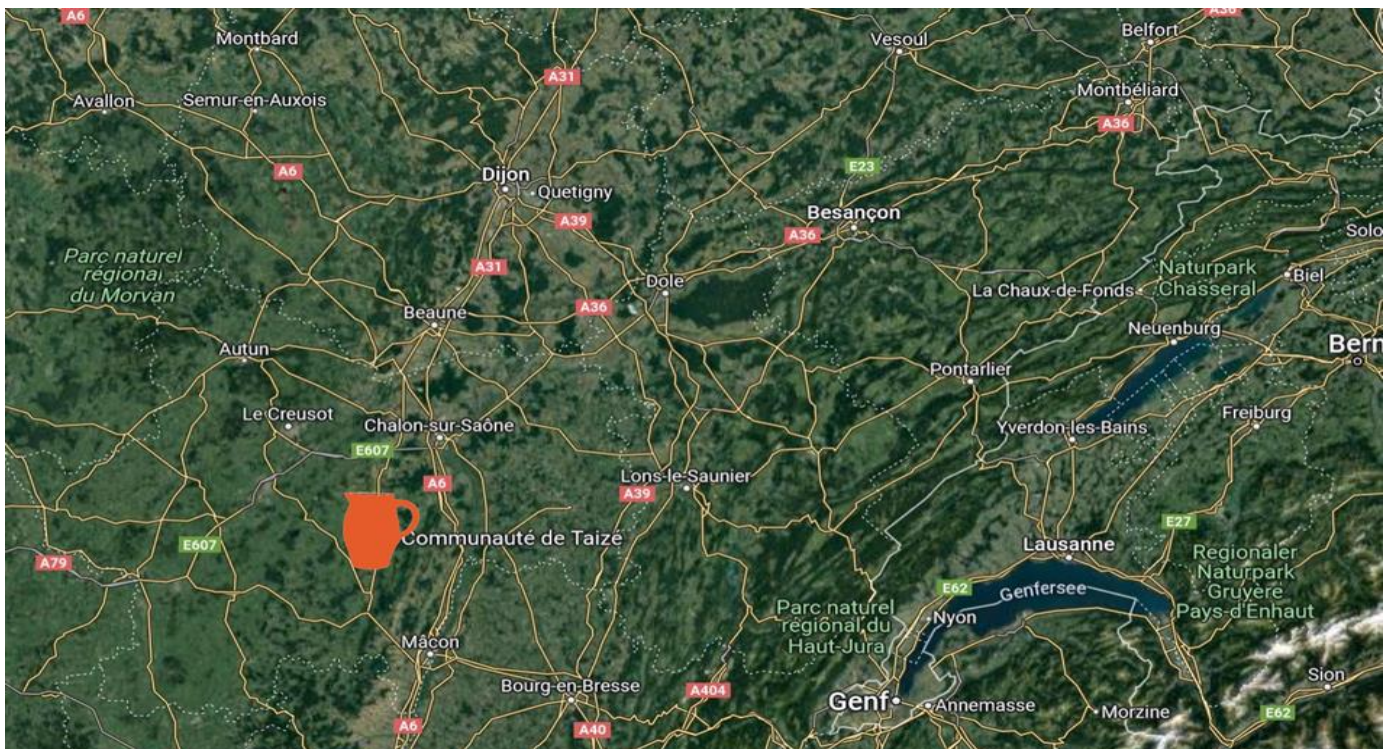 A6
A36
Montbard
Vesoul
Belfort
A31
Avallon
Semur-en-Auxois
Montbéliard
A36
A6
E23
Dijon
Quetigny
A39
Besançon
A36
Solo
Parc naturel
régional
du Morvan
A31
Dole
La Chaux-de-Fonds
Naturpark
Chasseral
Biel
Beaune
A36
Neuenburg
Bern
Autun
Pontarlier
Le Creusot
Chalon-sur-Saône
Yverdon-les-Bains
Freiburg
E607
A6
A39
Lons-le-Saunier
E27
Communauté de Taizé
E607
A79
Lausanne
Regionaler
Naturpark
Gruyère
Pays-d'Enhaut
E62
Genfersee
Parc naturel
régional du
Haut-Jura
Nyon
Mâcon
Bourg-en-Bresse
A404
Genf
Annemasse
Morzine
Sion
E62
A6
A40